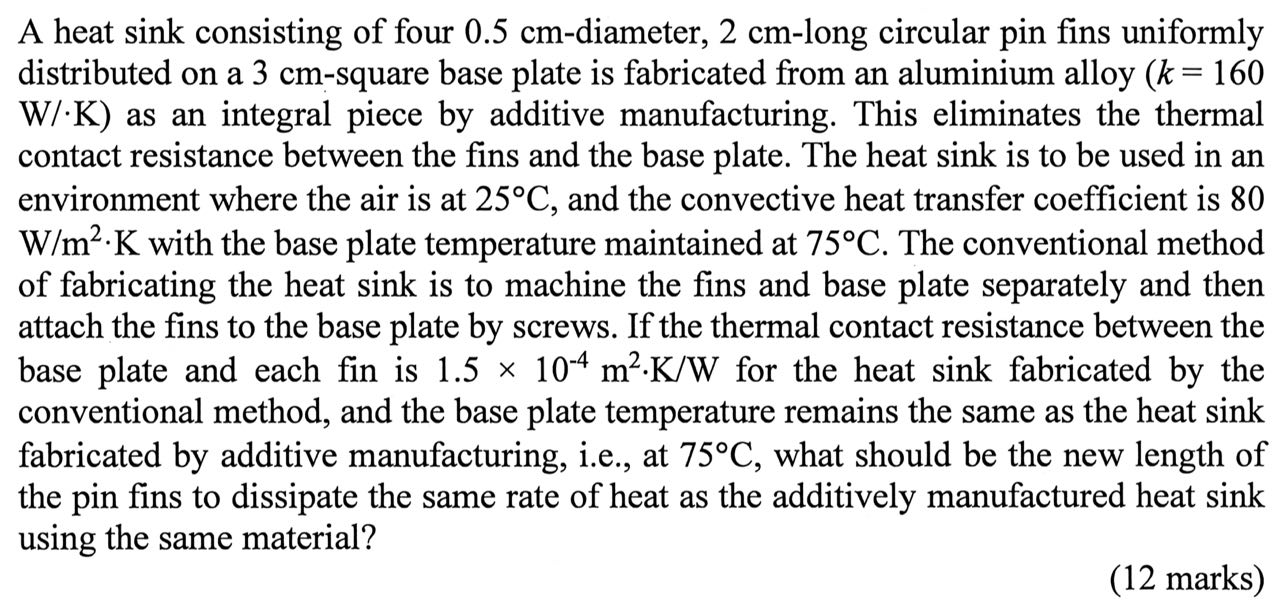 A heat sink consisting of four 0.5 cm-diameter, 2 cm-long circular pin fins uniformly
distributed on a 3 cm-square base plate is fabricated from an aluminium alloy (k = 160
W/·K) as an integral piece by additive manufacturing. This eliminates the thermal
contact resistance between the fins and the base plate. The heat sink is to be used in an
environment where the air is at 25°C, and the convective heat transfer coefficient is 80
W/m²·K with the base plate temperature maintained at 75°C. The conventional method
of fabricating the heat sink is to machine the fins and base plate separately and then
attach the fins to the base plate by screws. If the thermal contact resistance between the
base plate and each fin is 1.5 × 10⁻⁴ m²·K/W for the heat sink fabricated by the
conventional method, and the base plate temperature remains the same as the heat sink
fabricated by additive manufacturing, i.e., at 75°C, what should be the new length of
the pin fins to dissipate the same rate of heat as the additively manufactured heat sink
using the same material?
(12 marks)